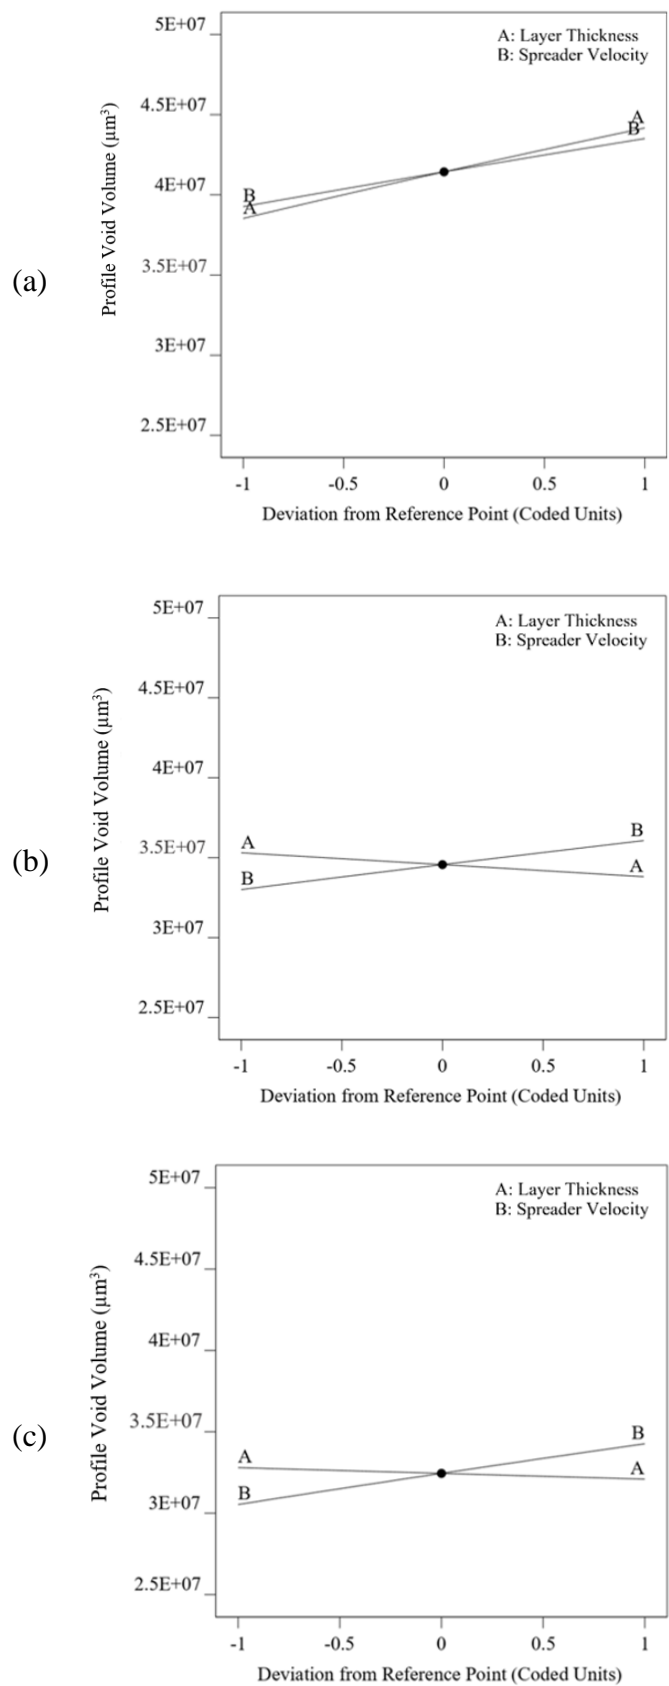 (a)
Profile Void Volume (µm³)
A: Layer Thickness
B: Spreader Velocity
5E+07
4.5E+07
4E+07
3.5E+07
3E+07
2.5E+07
B
A
A
B
-1 -0.5 0 0.5 1
Deviation from Reference Point (Coded Units)
(b)
Profile Void Volume (µm³)
A: Layer Thickness
B: Spreader Velocity
5E+07
4.5E+07
4E+07
3.5E+07
3E+07
2.5E+07
A
B
B
A
-1 -0.5 0 0.5 1
Deviation from Reference Point (Coded Units)
(c)
Profile Void Volume (µm³)
A: Layer Thickness
B: Spreader Velocity
5E+07
4.5E+07
4E+07
3.5E+07
3E+07
2.5E+07
A
B
B
A
-1 -0.5 0 0.5 1
Deviation from Reference Point (Coded Units)